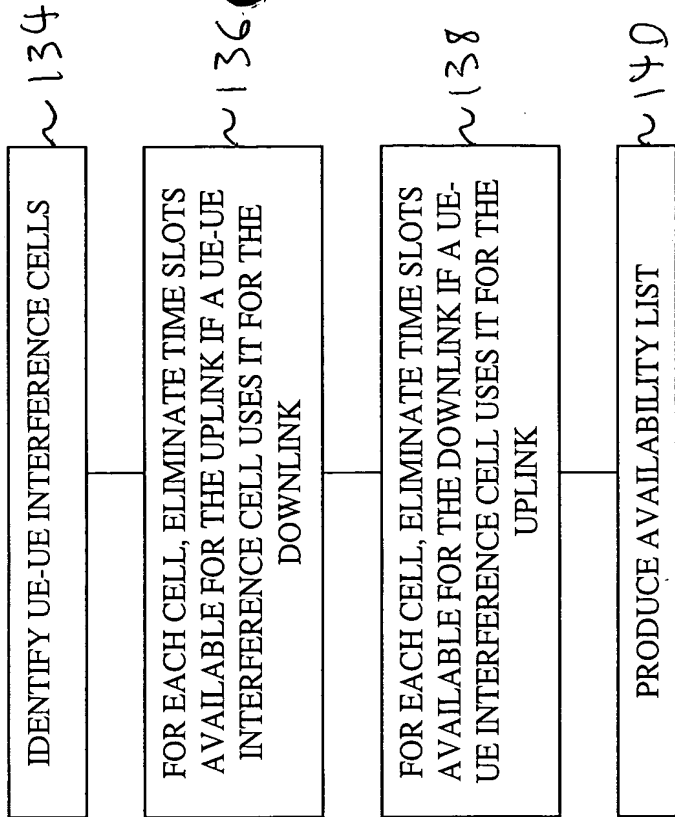 IDENTIFY UE-UE INTERFERENCE CELLS
~134
FOR EACH CELL, ELIMINATE TIME SLOTS
AVAILABLE FOR THE UPLINK IF A UE-UE
INTERFERENCE CELL USES IT FOR THE
DOWNLINK
~136
FOR EACH CELL, ELIMINATE TIME SLOTS
AVAILABLE FOR THE DOWNLINK IF A UE-
UE INTERFERENCE CELL USES IT FOR THE
UPLINK
~138
PRODUCE AVAILABILITY LIST
~140